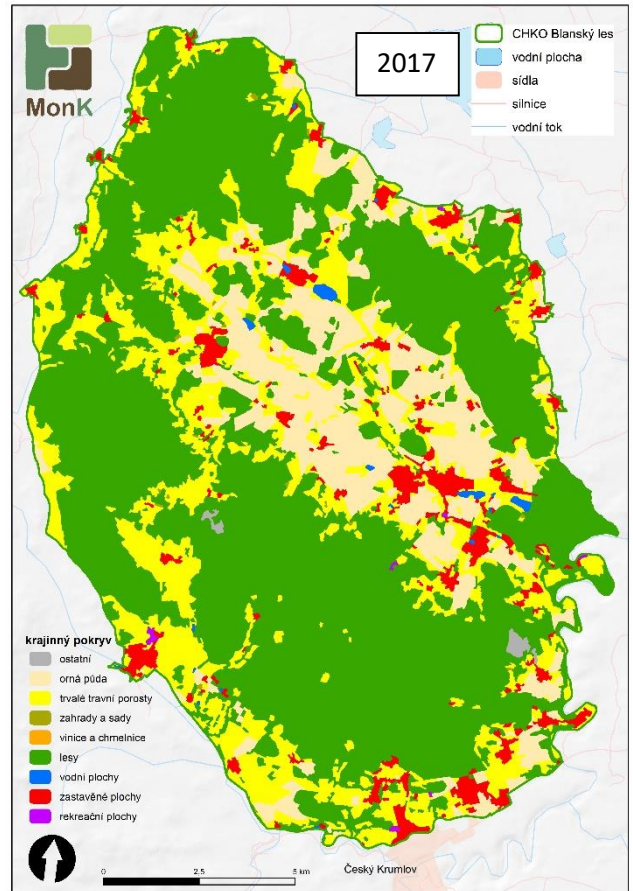 MonK
2017
CHKO Blanský les
vodní plocha
sídla
silnice
vodní tok
krajinný pokryv
ostatní
orná půda
trvalé travní porosty
zahrady a sady
vinice a chmelnice
lesy
vodní plochy
zastavěné plochy
rekreační plochy
0 2,5 5 km
Český Krumlov